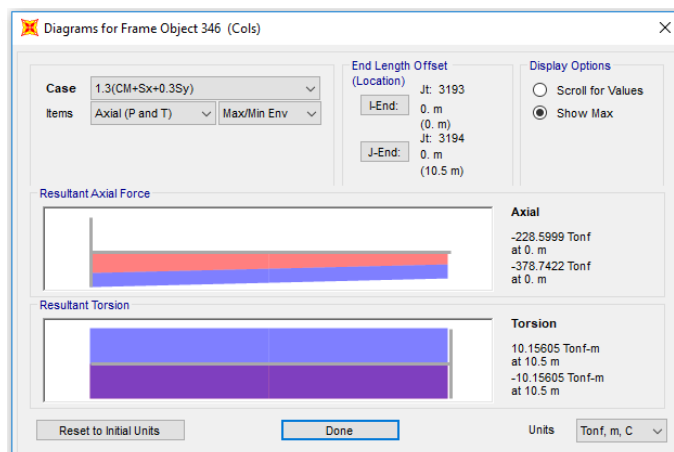 Diagrams for Frame Object 346 (Cols)
Case 1.3(CM+Sx+0.3Sy)
Items Axial (P and T) Max/Min Env
End Length Offset
(Location)
I-End:
Jt: 3193
0. m
(0. m)
J-End:
Jt: 3194
0. m
(10.5 m)
Display Options
Scroll for Values
Show Max
Resultant Axial Force
Axial
-228.5999 Tonf
at 0. m
-378.7422 Tonf
at 0. m
Resultant Torsion
Torsion
10.15605 Tonf-m
at 10.5 m
-10.15605 Tonf-m
at 10.5 m
Reset to Initial Units Done Units Tonf, m, C